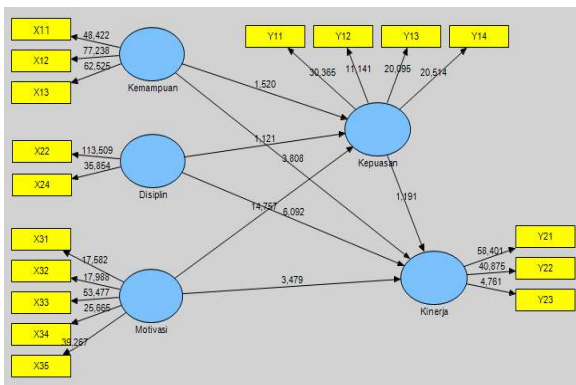 X11
48,422
X12
77,238
X13
62,525
Kemampuan
X22
113,509
X24
35,854
Disiplin
X31
17,582
X32
17,988
X33
53,477
X34
25,665
X35
39,267
Motivasi
Y11
Y12
Y13
Y14
30,365
11,141
20,095
20,514
Kepuasan
1,520
1,121
3,808
14,757
6,092
3,479
1,191
Kinerja
Y21
58,401
Y22
40,875
Y23
4,761